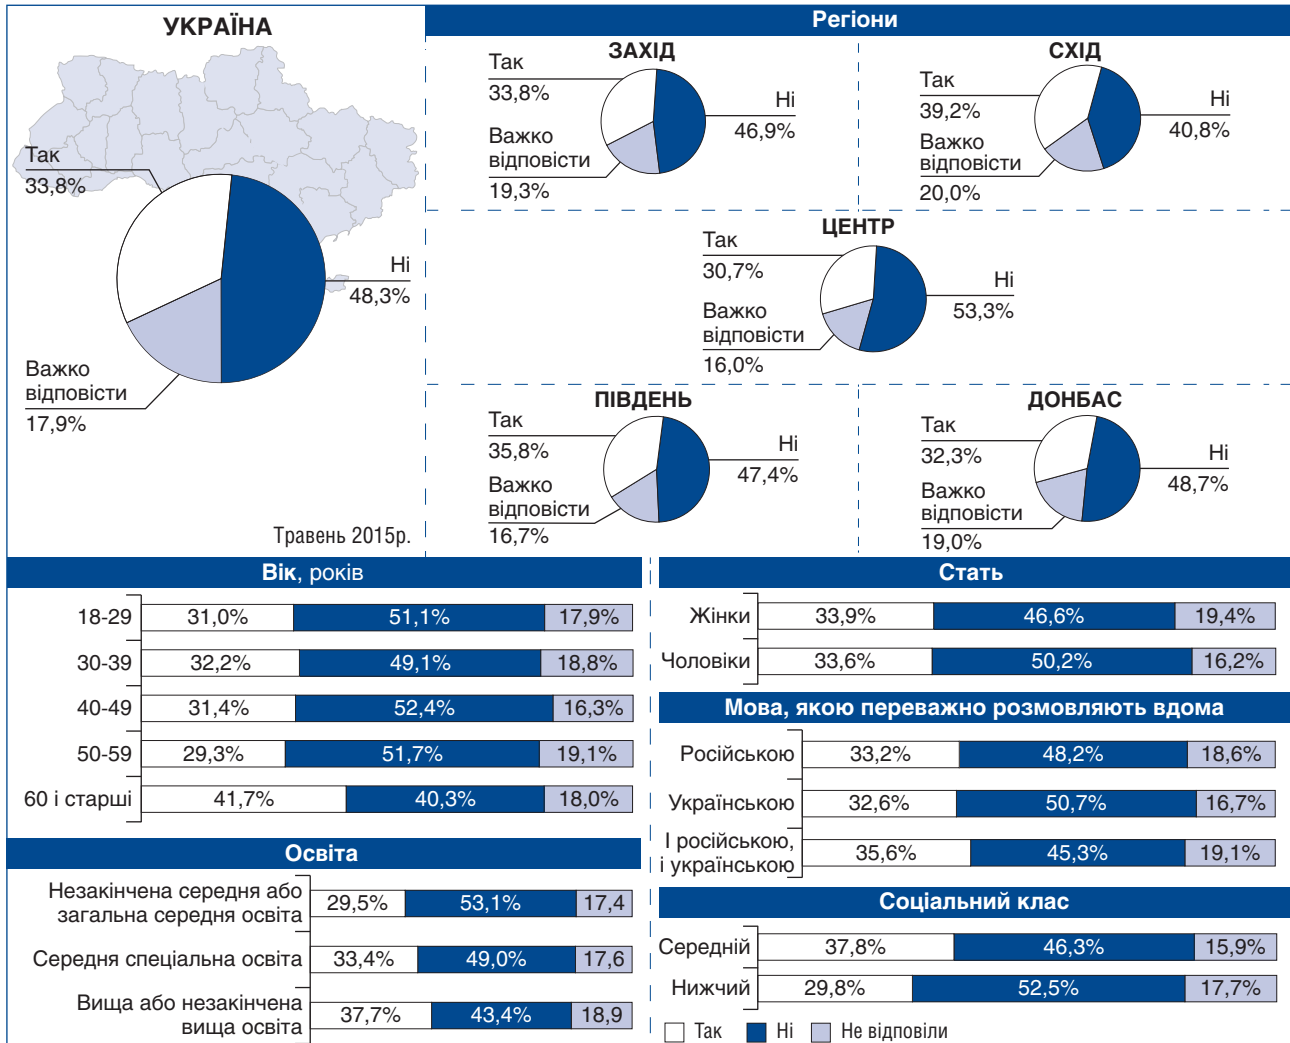 УКРАЇНА
Так
33,8%
Ні
48,3%
Важко
відповісти
17,9%
Травень 2015р.
Регіони
ЗАХІД
Так
33,8%
Ні
46,9%
Важко
відповісти
19,3%
СХІД
Так
39,2%
Ні
40,8%
Важко
відповісти
20,0%
ЦЕНТР
Так
30,7%
Ні
53,3%
Важко
відповісти
16,0%
ПІВДЕНЬ
Так
35,8%
Ні
47,4%
Важко
відповісти
16,7%
ДОНБАС
Так
32,3%
Ні
48,7%
Важко
відповісти
19,0%
Вік, років
18-29 31,0% 51,1% 17,9%
30-39 32,2% 49,1% 18,8%
40-49 31,4% 52,4% 16,3%
50-59 29,3% 51,7% 19,1%
60 і старші 41,7% 40,3% 18,0%
Освіта
Незакінчена середня або
загальна середня освіта
29,5% 53,1% 17,4
Середня спеціальна освіта 33,4% 49,0% 17,6
Вища або незакінчена
вища освіта
37,7% 43,4% 18,9
Стать
Жінки 33,9% 46,6% 19,4%
Чоловіки 33,6% 50,2% 16,2%
Мова, якою переважно розмовляють вдома
Російською 33,2% 48,2% 18,6%
Українською 32,6% 50,7% 16,7%
І російською,
і українською
35,6% 45,3% 19,1%
Соціальний клас
Середній 37,8% 46,3% 15,9%
Нижчий 29,8% 52,5% 17,7%
Так Ні Не відповіли